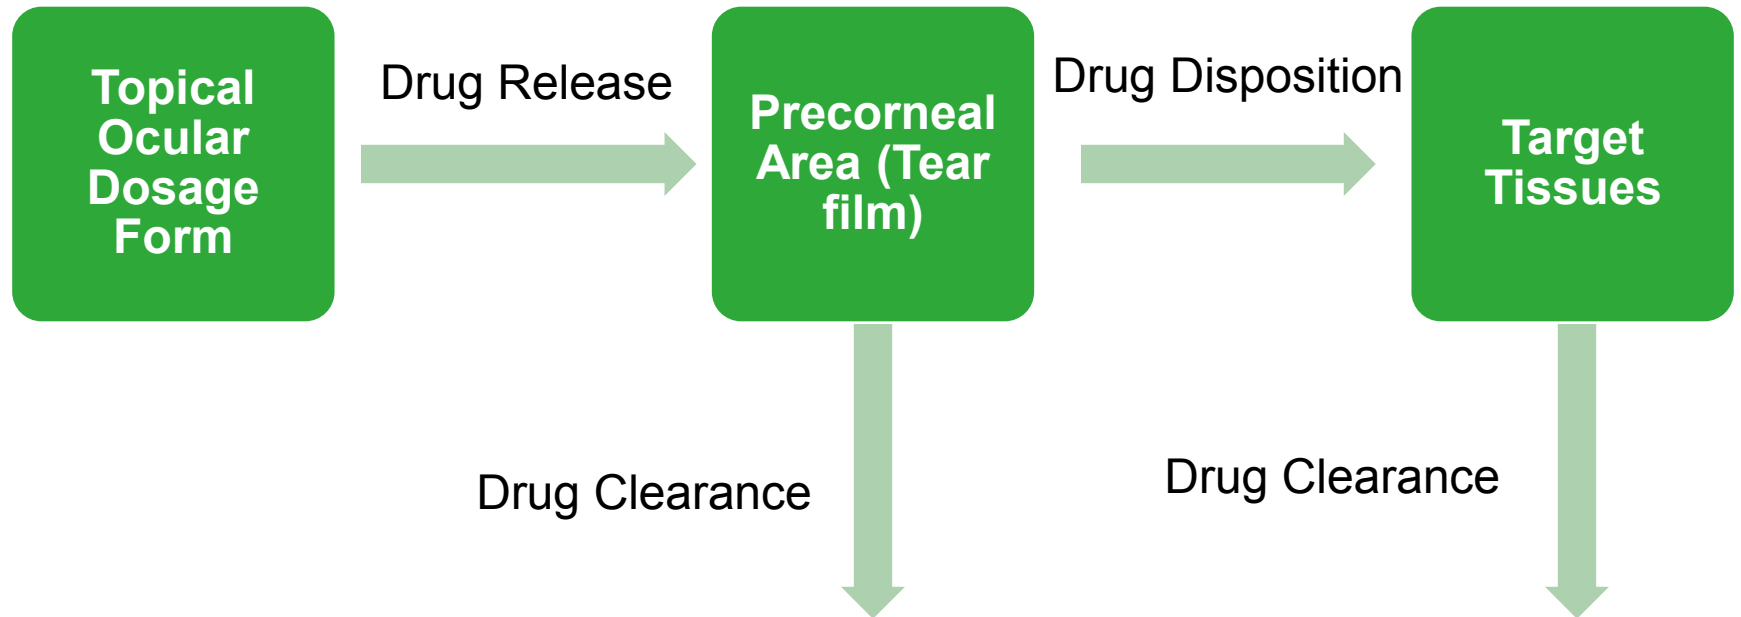 Topical
Ocular
Dosage
Form
Drug Release
Precorneal
Area (Tear
film)
Drug Disposition
Target
Tissues
Drug Clearance
Drug Clearance